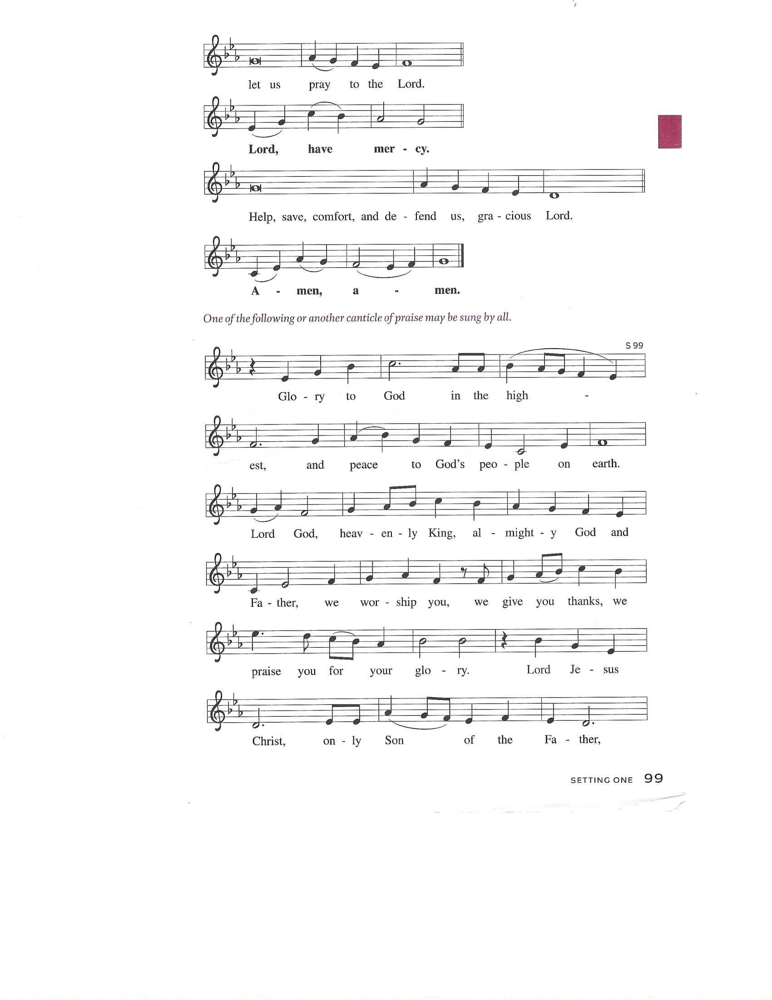 let us pray to the Lord.
Lord, have mer - cy.
Help, save, comfort, and de - fend us, gra - cious Lord.
A - men, a - men.
One of the following or another canticle of praise may be sung by all.
S 99
Glo - ry to God in the high -
est, and peace to God's peo - ple on earth.
Lord God, heav - en - ly King, al - might - y God and
Fa - ther, we wor - ship you, we give you thanks, we
praise you for your glo - ry. Lord Je - sus
Christ, on - ly Son of the Fa - ther,
SETTING ONE 99